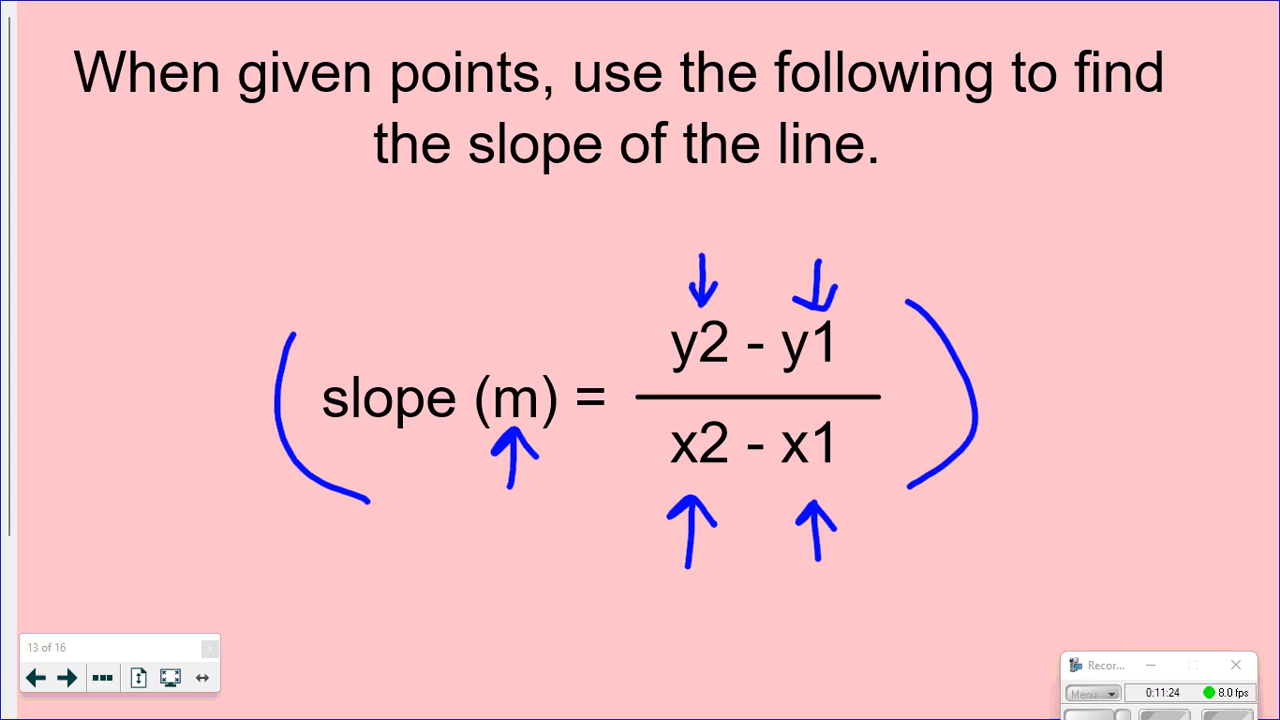 When given points, use the following to find
the slope of the line.
y2 - y1
slope (m) =
x2 - x1
13 of 16
Recor...
Menu
0:11:24
8.0 fps